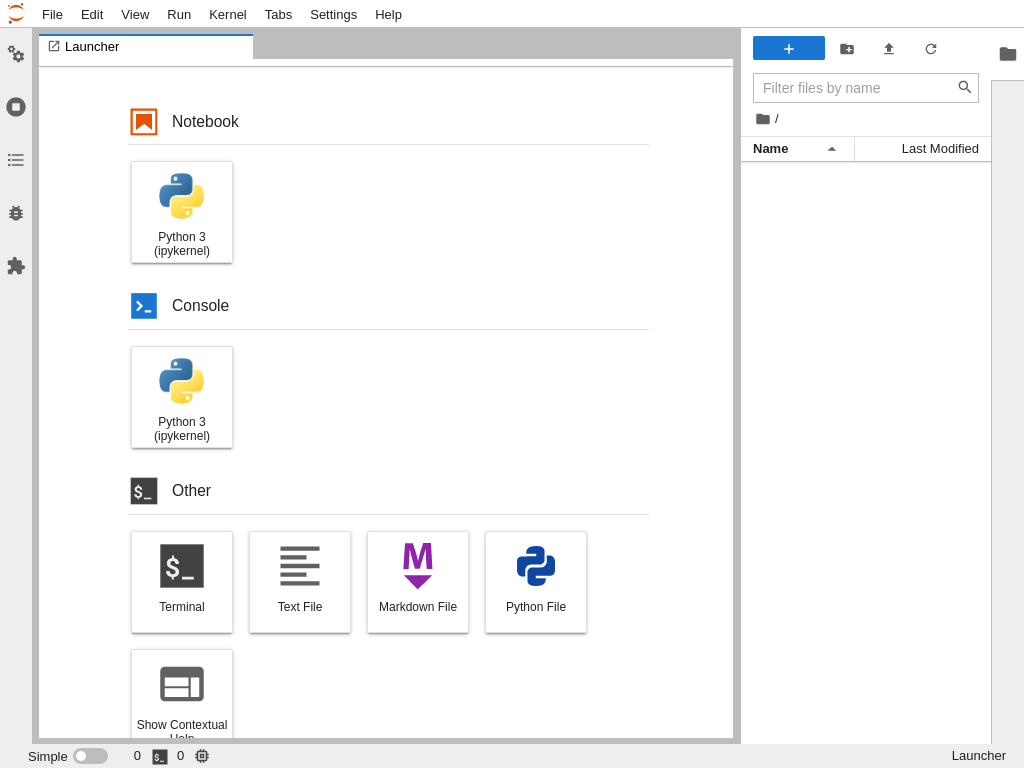 File Edit View Run Kernel Tabs Settings Help
Launcher
Filter files by name
/
Name Last Modified
Notebook
Python 3
(ipykernel)
Console
Python 3
(ipykernel)
$_ Other
$_
M
Terminal Text File Markdown File Python File
Show Contextual
Help
Simple 0 $_ 0 Launcher